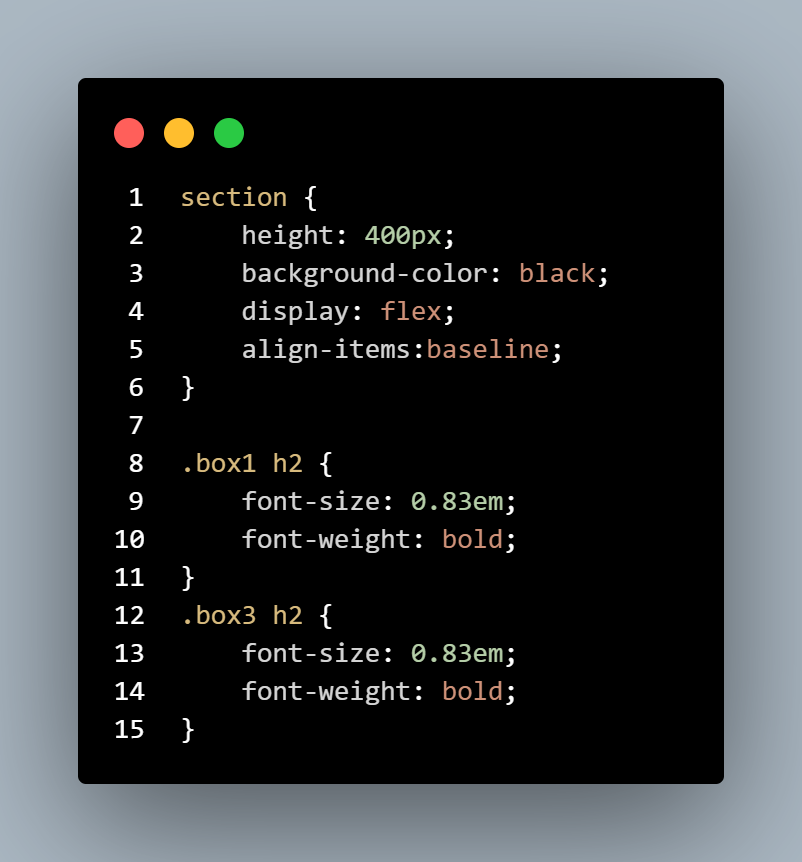 1 section {
2     height: 400px;
3     background-color: black;
4     display: flex;
5     align-items:baseline;
6 }
7
8 .box1 h2 {
9     font-size: 0.83em;
10     font-weight: bold;
11 }
12 .box3 h2 {
13     font-size: 0.83em;
14     font-weight: bold;
15 }